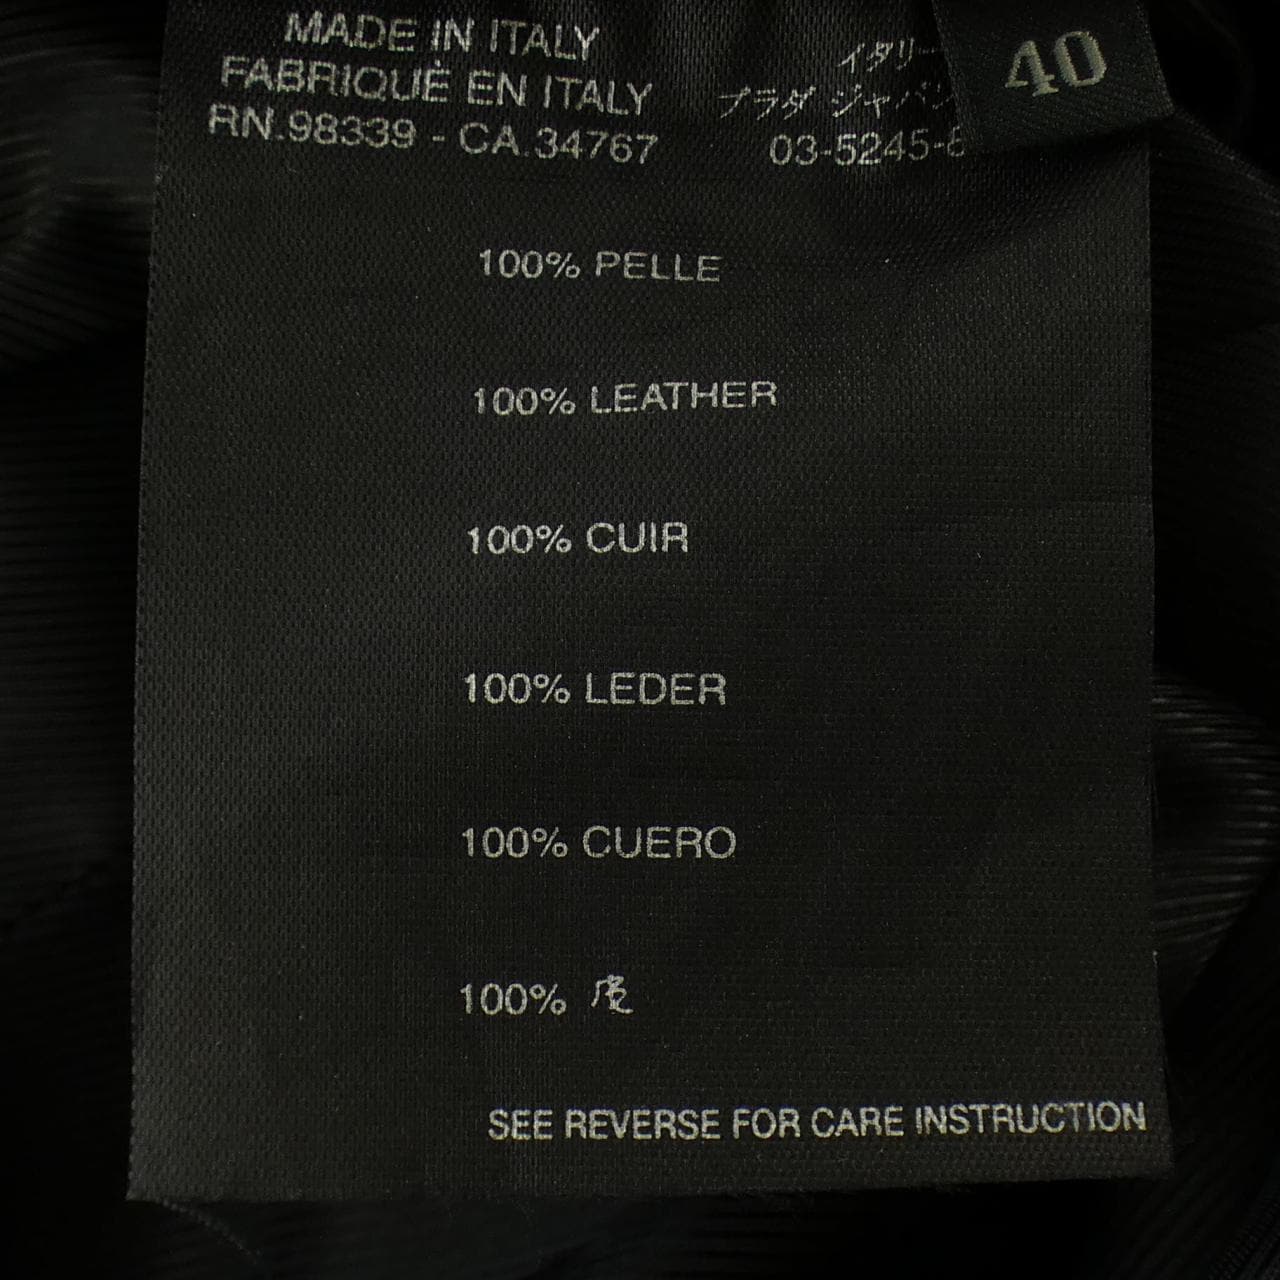 MADE IN ITALY
FABRIQUÉ EN ITALY
RN.98339 - CA.34767
イタリー
プラダ ジャパン
03-5245-
40
100% PELLE
100% LEATHER
100% CUIR
100% LEDER
100% CUERO
100% 皮
SEE REVERSE FOR CARE INSTRUCTION